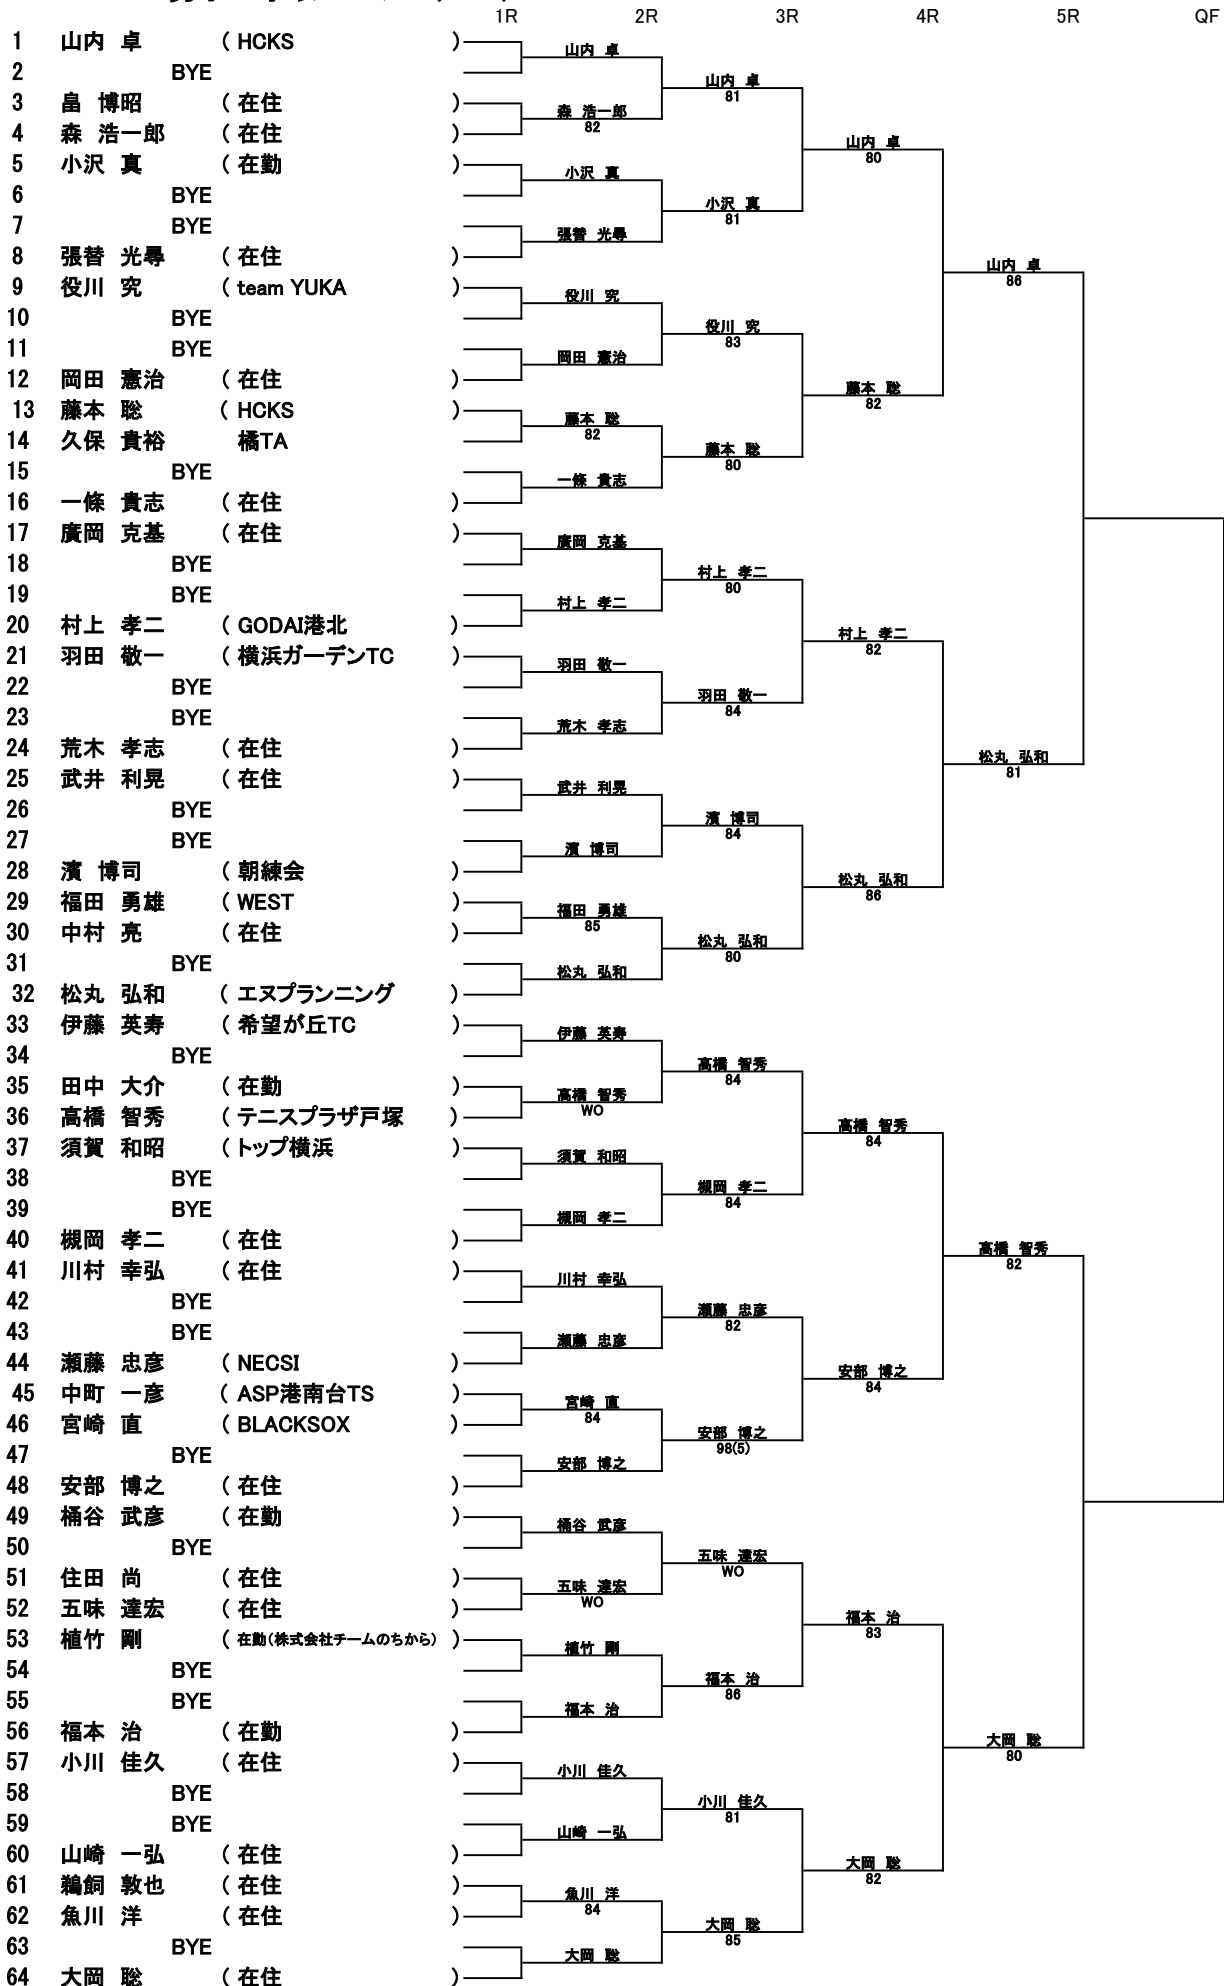 1R 2R 3R 4R 5R QF
1 山内 卓 ( HCKS )
山内 卓
2 BYE
山内 卓
81
3 畠 博昭 ( 在住 )
森 浩一郎
82
4 森 浩一郎 ( 在住 )
山内 卓
80
5 小沢 真 ( 在勤 )
小沢 真
6 BYE
小沢 真
81
7 BYE
張替 光尋
8 張替 光尋 ( 在住 )
山内 卓
86
9 役川 究 ( team YUKA )
役川 究
10 BYE
役川 究
83
11 BYE
岡田 憲治
12 岡田 憲治 ( 在住 )
藤本 聡
82
13 藤本 聡 ( HCKS )
藤本 聡
82
14 久保 貴裕 橘TA
藤本 聡
80
15 BYE
一條 貴志
16 一條 貴志 ( 在住 )
17 廣岡 克基 ( 在住 )
廣岡 克基
18 BYE
村上 孝二
80
19 BYE
村上 孝二
20 村上 孝二 ( GODAI港北 )
村上 孝二
82
21 羽田 敬一 ( 横浜ガーデンTC )
羽田 敬一
22 BYE
羽田 敬一
84
23 BYE
荒木 孝志
24 荒木 孝志 ( 在住 )
松丸 弘和
81
25 武井 利晃 ( 在住 )
武井 利晃
26 BYE
濱 博司
84
27 BYE
濱 博司
28 濱 博司 ( 朝練会 )
松丸 弘和
86
29 福田 勇雄 ( WEST )
福田 勇雄
85
30 中村 亮 ( 在住 )
松丸 弘和
80
31 BYE
松丸 弘和
32 松丸 弘和 ( エヌプランニング )
33 伊藤 英寿 ( 希望が丘TC )
伊藤 英寿
34 BYE
高橋 智秀
84
35 田中 大介 ( 在勤 )
高橋 智秀
WO
36 高橋 智秀 ( テニスプラザ戸塚 )
高橋 智秀
84
37 須賀 和昭 ( トップ横浜 )
須賀 和昭
38 BYE
槻岡 孝二
84
39 BYE
槻岡 孝二
40 槻岡 孝二 ( 在住 )
高橋 智秀
82
41 川村 幸弘 ( 在住 )
川村 幸弘
42 BYE
瀬藤 忠彦
82
43 BYE
瀬藤 忠彦
44 瀬藤 忠彦 ( NECSI )
安部 博之
84
45 中町 一彦 ( ASP港南台TS )
宮崎 直
84
46 宮崎 直 ( BLACKSOX )
安部 博之
98(5)
47 BYE
安部 博之
48 安部 博之 ( 在住 )
49 桶谷 武彦 ( 在勤 )
桶谷 武彦
50 BYE
五味 達宏
WO
51 住田 尚 ( 在住 )
五味 達宏
WO
52 五味 達宏 ( 在住 )
福本 治
83
53 植竹 剛 ( 在勤(株式会社チームのちから) )
植竹 剛
54 BYE
福本 治
86
55 BYE
福本 治
56 福本 治 ( 在勤 )
大岡 聡
80
57 小川 佳久 ( 在住 )
小川 佳久
58 BYE
小川 佳久
81
59 BYE
山崎 一弘
60 山崎 一弘 ( 在住 )
大岡 聡
82
61 鵜飼 敦也 ( 在住 )
魚川 洋
84
62 魚川 洋 ( 在住 )
大岡 聡
85
63 BYE
大岡 聡
64 大岡 聡 ( 在住 )